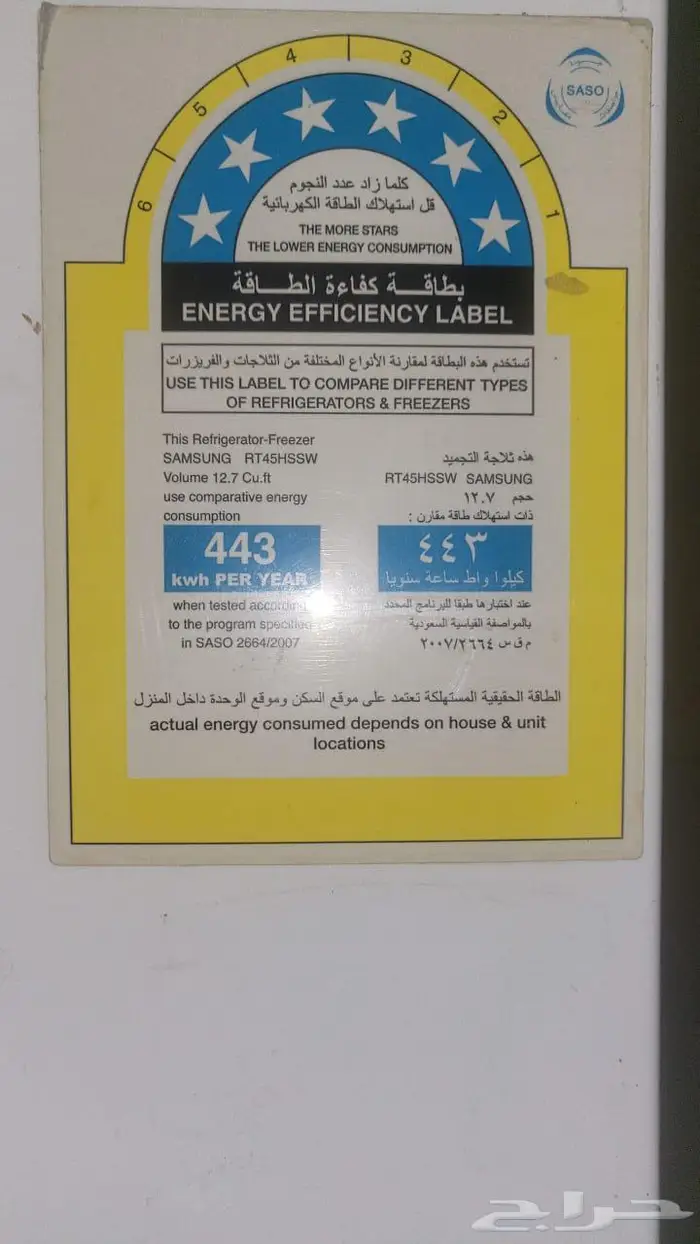 4 3
5 2
6 1
SASO
كلما زاد عدد النجوم
قل استهلاك الطاقة الكهربائية
THE MORE STARS
THE LOWER ENERGY CONSUMPTION
بطاقة كفاءة الطاقة
ENERGY EFFICIENCY LABEL
تستخدم هذه البطاقة لمقارنة الأنواع المختلفة من الثلاجات والفريزرات
USE THIS LABEL TO COMPARE DIFFERENT TYPES
OF REFRIGERATORS & FREEZERS
This Refrigerator-Freezer
SAMSUNG RT45HSSW
Volume 12.7 Cu.ft
use comparative energy
consumption
443
kwh PER YEAR
when tested according
to the program specified
in SASO 2664/2007
هذه ثلاجة التجميد
RT45HSSW SAMSUNG
حجم ١٢.٧
ذات استهلاك طاقة مقارن :
٤٤٣
كيلوا واط ساعة سنويا
عند اختبارها طبقا للبرنامج المحدد
بالمواصفة القياسية السعودية
م ق س ٢٠٠٧/٢٦٦٤
الطاقة الحقيقية المستهلكة تعتمد على موقع السكن وموقع الوحدة داخل المنزل
actual energy consumed depends on house & unit
locations
حراج